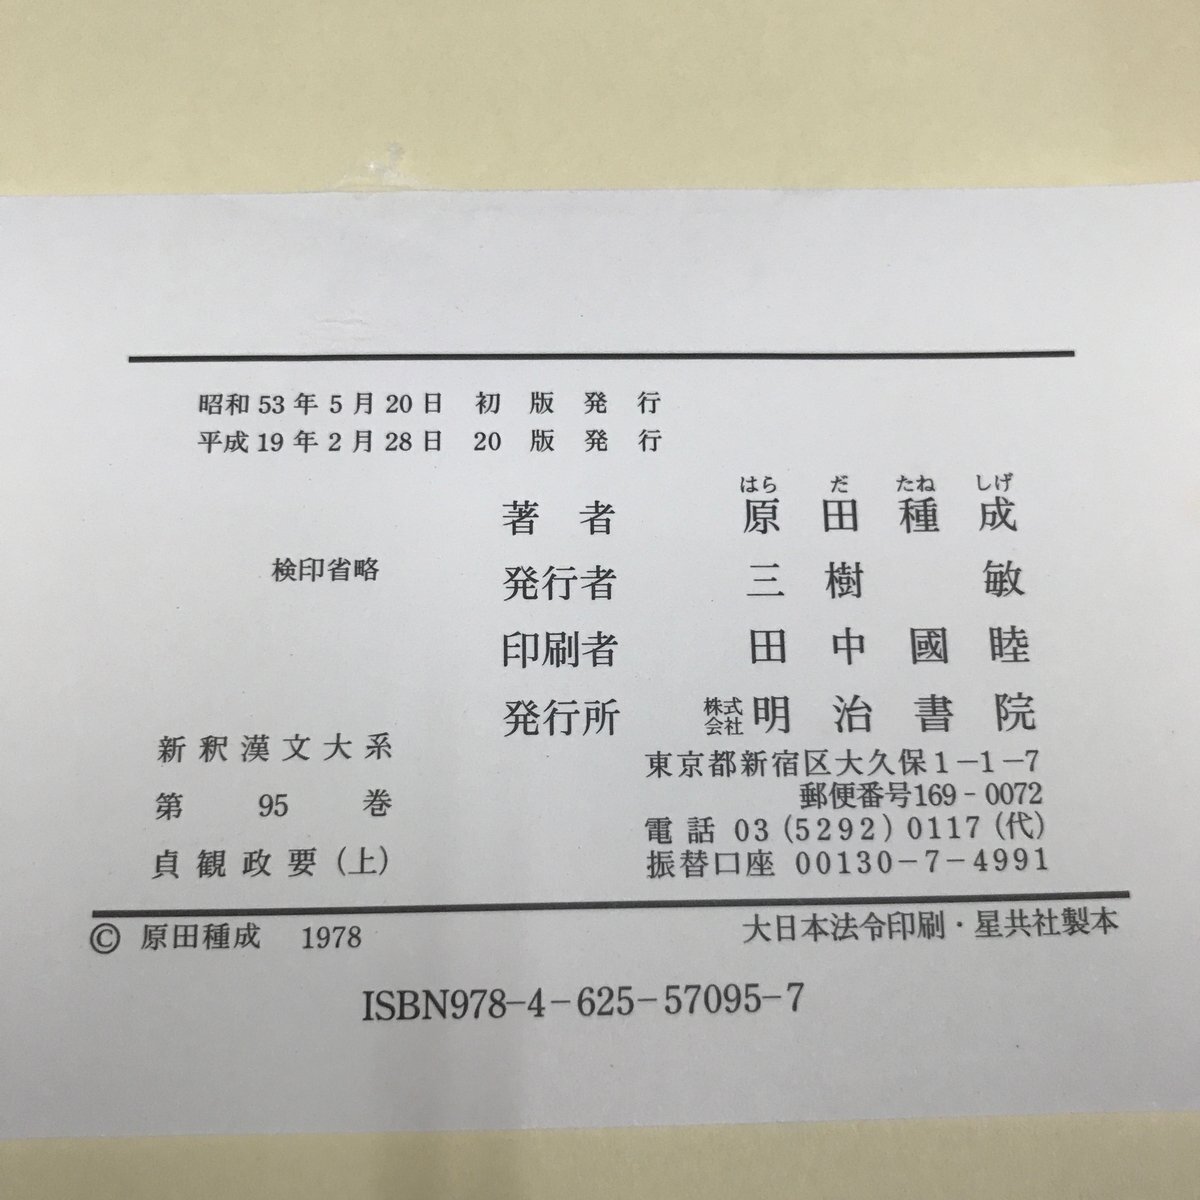 昭和53年5月20日 初版発行
平成19年2月28日 20版発行
はらだたねしげ
著者 原田種成
検印省略
発行者 三樹 敏
印刷者 田中國睦
発行所 株式会社 明治書院
東京都新宿区大久保1-1-7
郵便番号169-0072
電話 03(5292)0117(代)
振替口座 00130-7-4991
新釈漢文大系
第95巻
貞観政要(上)
© 原田種成 1978
大日本法令印刷・星共社製本
ISBN978-4-625-57095-7